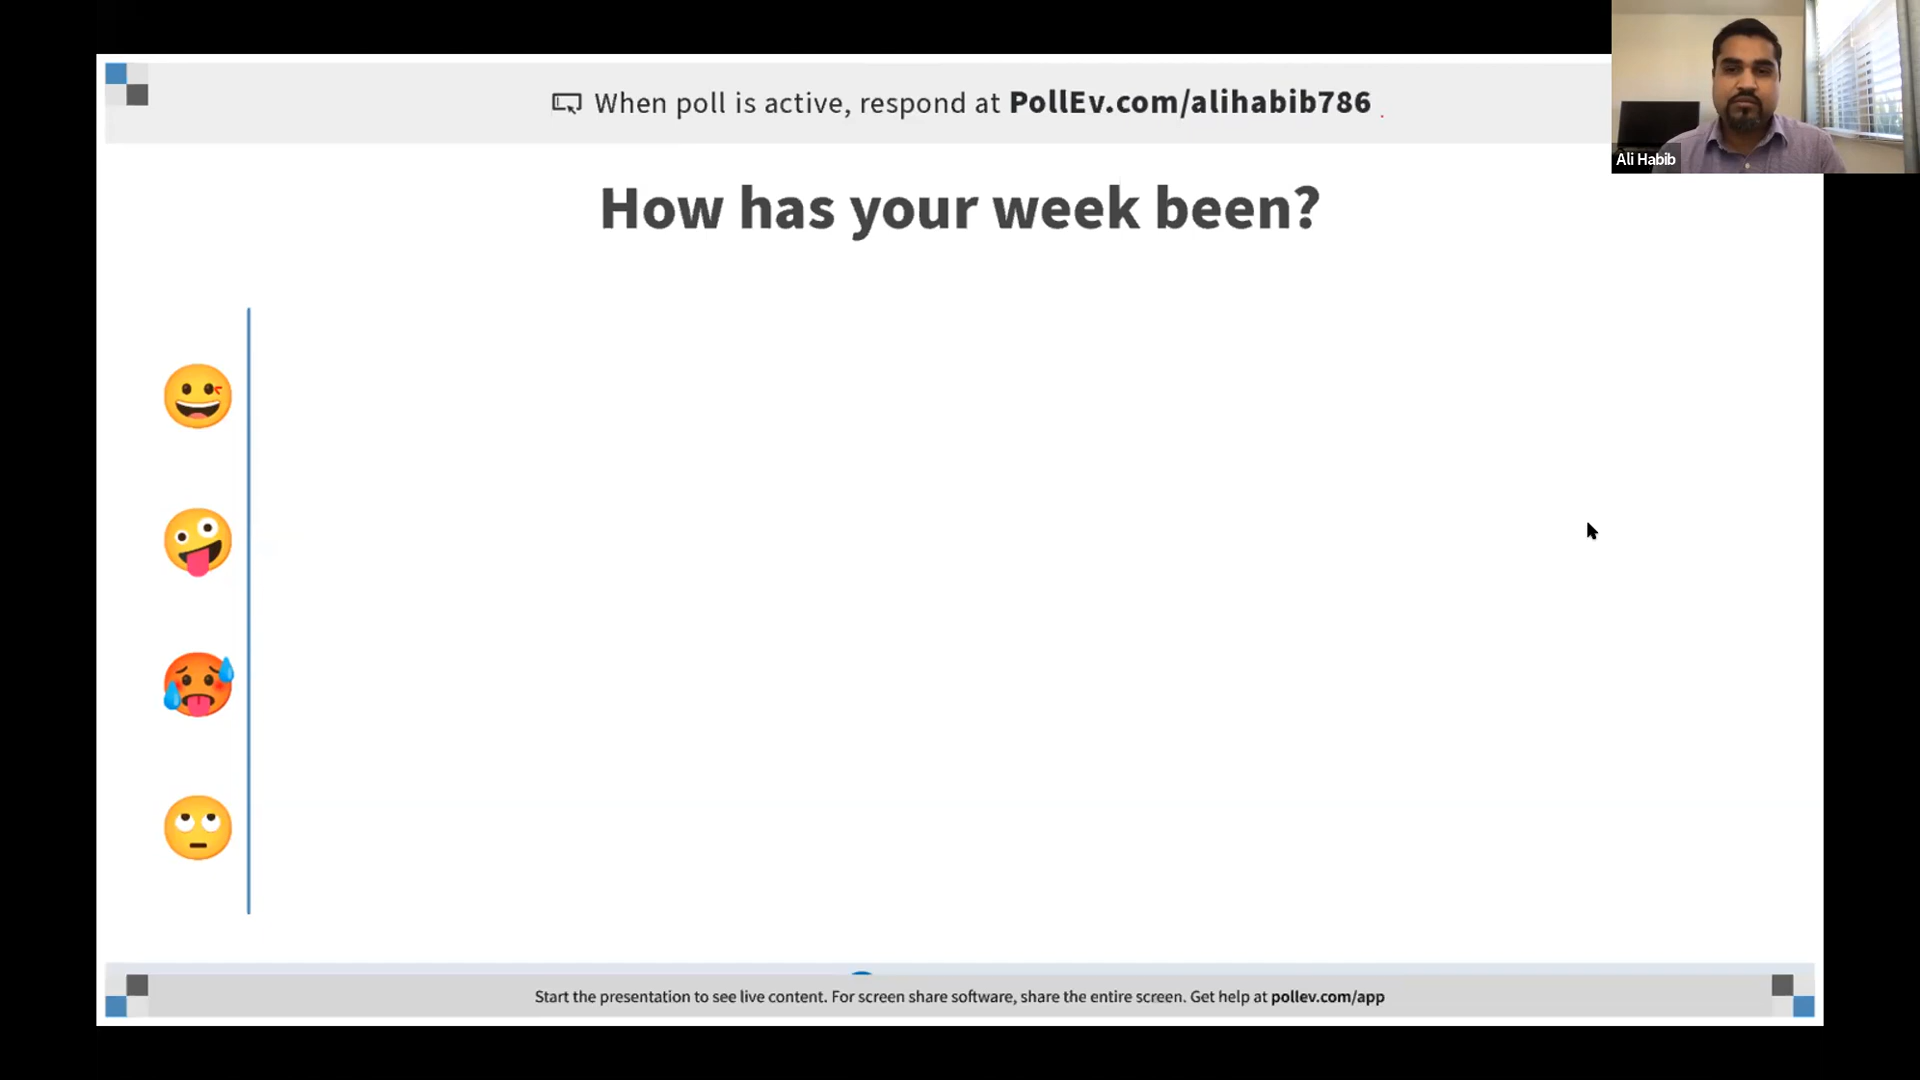 When poll is active, respond at PollEv.com/alihabib786
Ali Habib
How has your week been?
Start the presentation to see live content. For screen share software, share the entire screen. Get help at pollev.com/app